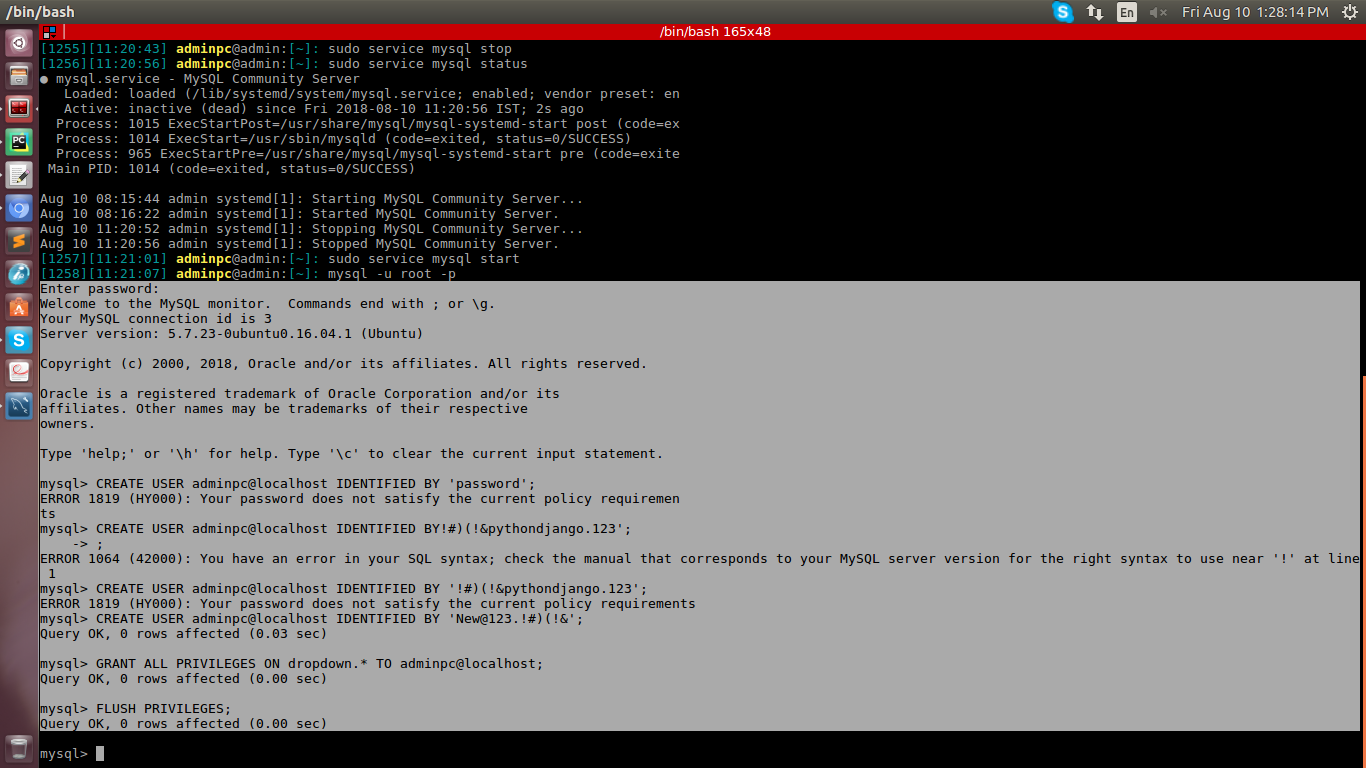 /bin/bash
En
Fri Aug 10 1:28:14 PM
/bin/bash 165x48
[1255][11:20:43] adminpc@admin:[~]: sudo service mysql stop
[1256][11:20:56] adminpc@admin:[~]: sudo service mysql status
● mysql.service - MySQL Community Server
   Loaded: loaded (/lib/systemd/system/mysql.service; enabled; vendor preset: en
   Active: inactive (dead) since Fri 2018-08-10 11:20:56 IST; 2s ago
  Process: 1015 ExecStartPost=/usr/share/mysql/mysql-systemd-start post (code=ex
  Process: 1014 ExecStart=/usr/sbin/mysqld (code=exited, status=0/SUCCESS)
  Process: 965 ExecStartPre=/usr/share/mysql/mysql-systemd-start pre (code=exite
 Main PID: 1014 (code=exited, status=0/SUCCESS)

Aug 10 08:15:44 admin systemd[1]: Starting MySQL Community Server...
Aug 10 08:16:22 admin systemd[1]: Started MySQL Community Server.
Aug 10 11:20:52 admin systemd[1]: Stopping MySQL Community Server...
Aug 10 11:20:56 admin systemd[1]: Stopped MySQL Community Server.
[1257][11:21:01] adminpc@admin:[~]: sudo service mysql start
[1258][11:21:07] adminpc@admin:[~]: mysql -u root -p
Enter password:
Welcome to the MySQL monitor.  Commands end with ; or \g.
Your MySQL connection id is 3
Server version: 5.7.23-0ubuntu0.16.04.1 (Ubuntu)

Copyright (c) 2000, 2018, Oracle and/or its affiliates. All rights reserved.

Oracle is a registered trademark of Oracle Corporation and/or its
affiliates. Other names may be trademarks of their respective
owners.

Type 'help;' or '\h' for help. Type '\c' to clear the current input statement.

mysql> CREATE USER adminpc@localhost IDENTIFIED BY 'password';
ERROR 1819 (HY000): Your password does not satisfy the current policy requiremen
ts
mysql> CREATE USER adminpc@localhost IDENTIFIED BY!#)(!&pythondjango.123';
    -> ;
ERROR 1064 (42000): You have an error in your SQL syntax; check the manual that corresponds to your MySQL server version for the right syntax to use near '!' at line
 1
mysql> CREATE USER adminpc@localhost IDENTIFIED BY '!#)(!&pythondjango.123';
ERROR 1819 (HY000): Your password does not satisfy the current policy requirements
mysql> CREATE USER adminpc@localhost IDENTIFIED BY 'New@123.!#)(!&';
Query OK, 0 rows affected (0.03 sec)

mysql> GRANT ALL PRIVILEGES ON dropdown.* TO adminpc@localhost;
Query OK, 0 rows affected (0.00 sec)

mysql> FLUSH PRIVILEGES;
Query OK, 0 rows affected (0.00 sec)

mysql>